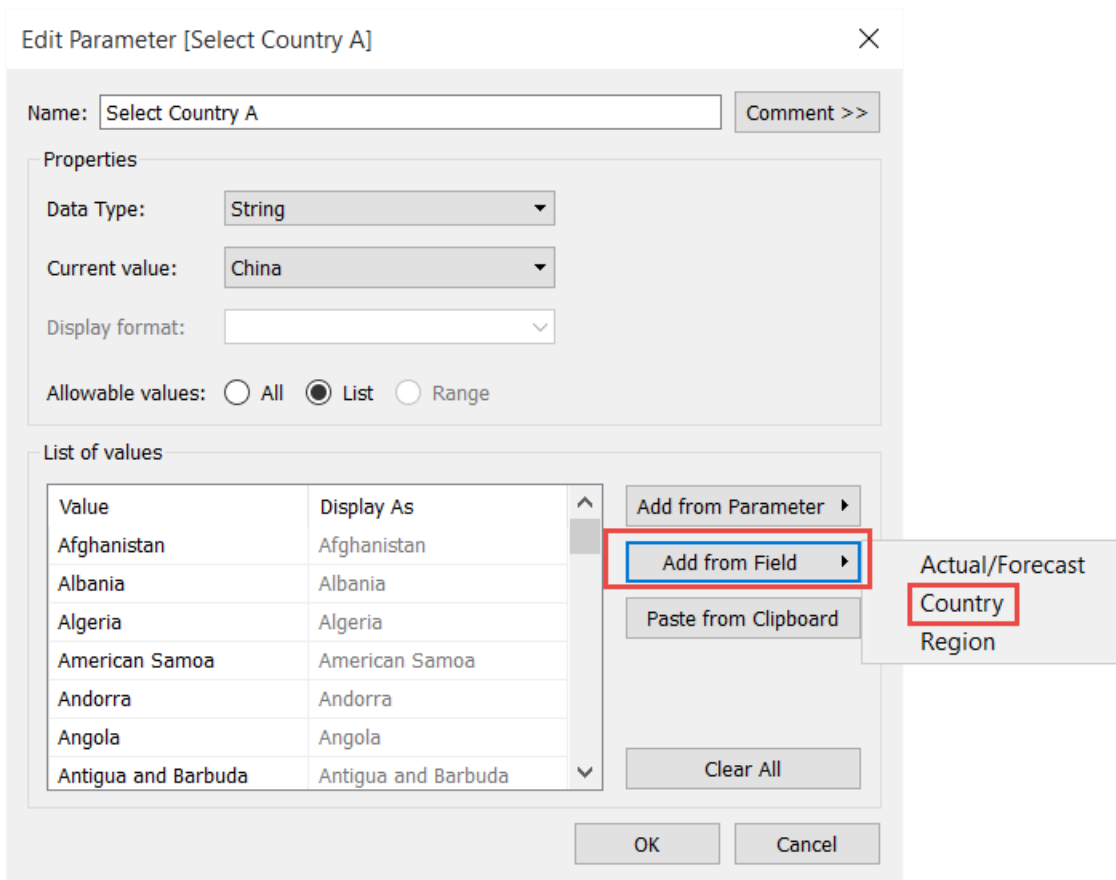 Edit Parameter [Select Country A]
Name: Select Country A Comment >>
Properties
Data Type: String
Current value: China
Display format:
Allowable values: All List Range
List of values
Value Display As
Afghanistan Afghanistan
Albania Albania
Algeria Algeria
American Samoa American Samoa
Andorra Andorra
Angola Angola
Antigua and Barbuda Antigua and Barbuda
Add from Parameter
Add from Field
Paste from Clipboard
Clear All
Actual/Forecast
Country
Region
OK Cancel